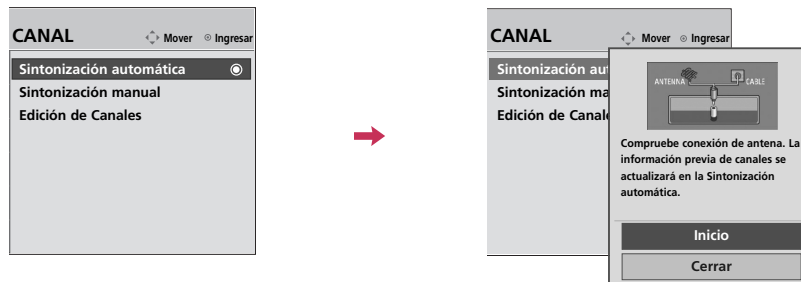 CANAL
Mover
Ingresar
Sintonización automática
Sintonización manual
Edición de Canales
CANAL
Mover
Ingresar
Sintonización au
Sintonización ma
Edición de Canale
ANTENNA
CABLE
Compruebe conexión de antena. La
información previa de canales se
actualizará en la Sintonización
automática.
Inicio
Cerrar